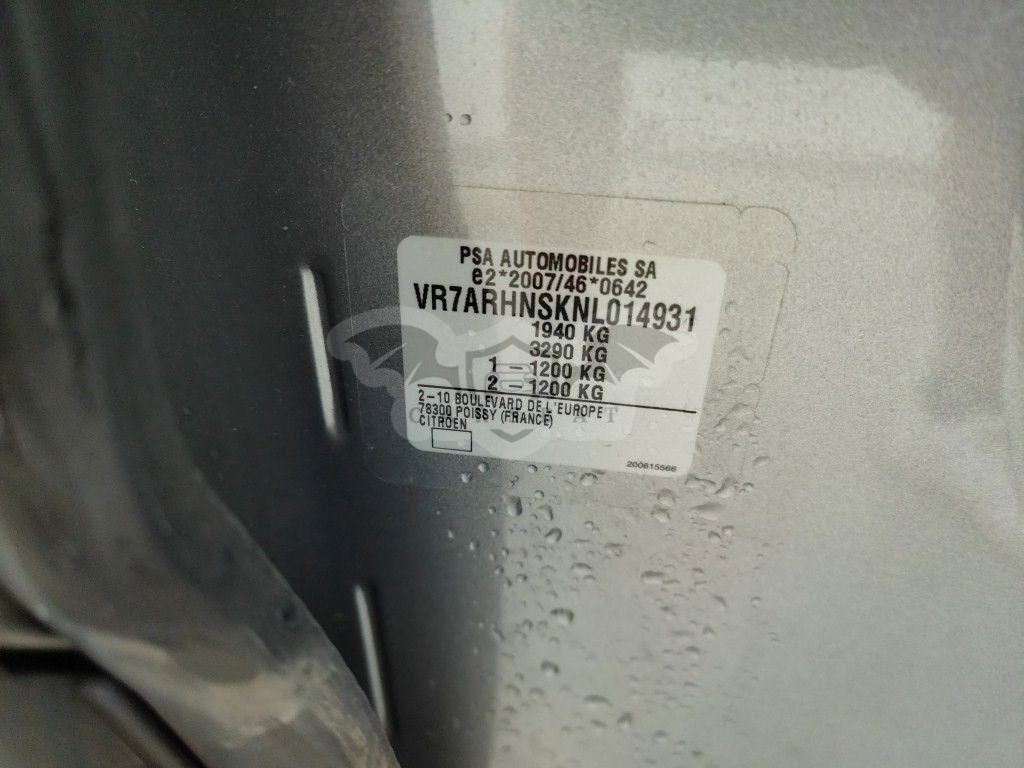 PSA AUTOMOBILES SA
e2*2007/46*0642
VR7ARHNSKNL014931
1940 KG
3290 KG
1 - 1200 KG
2 - 1200 KG
2-10 BOULEVARD DE L'EUROPE
78300 POISSY (FRANCE)
CITROEN
200615566